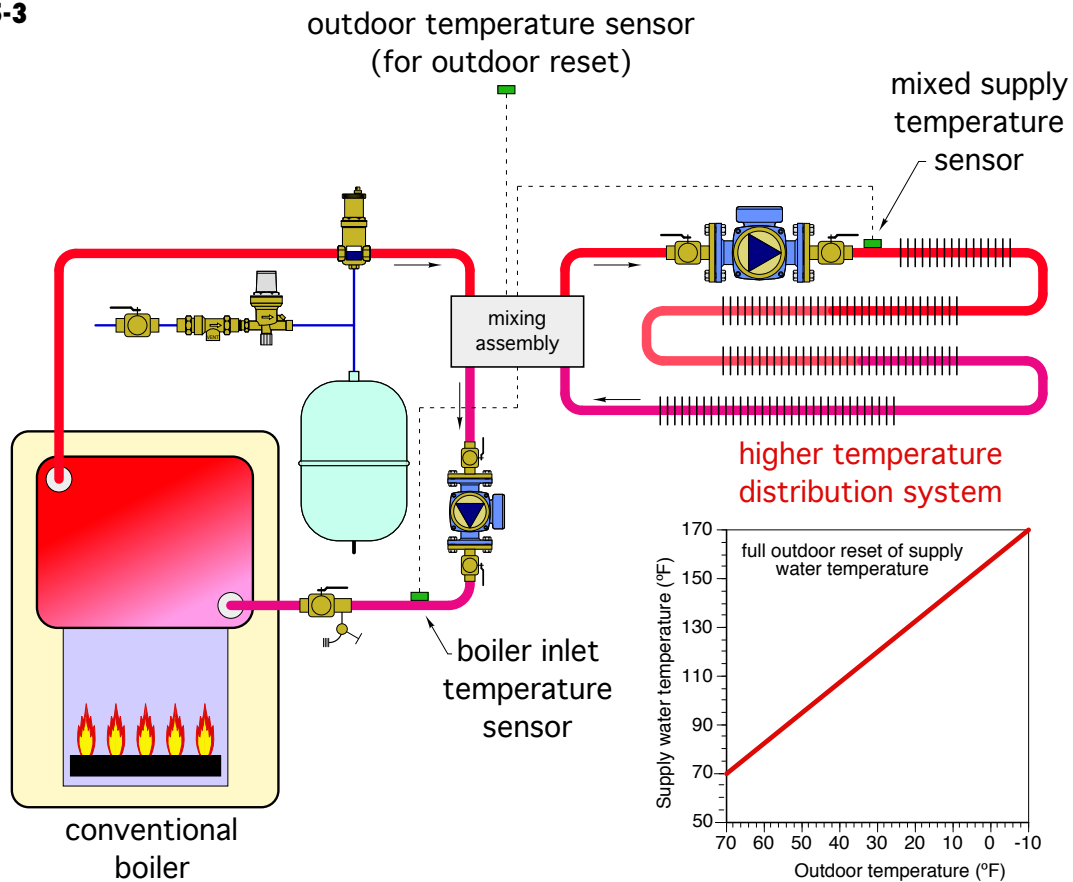 outdoor temperature sensor
(for outdoor reset)
mixed supply
temperature
sensor
mixing
assembly
higher temperature
distribution system
boiler inlet
temperature
sensor
conventional
boiler
full outdoor reset of supply
water temperature
Supply water temperature (ºF)
170
150
130
110
90
70
50
70 60 50 40 30 20 10 0 -10
Outdoor temperature (ºF)
VENT